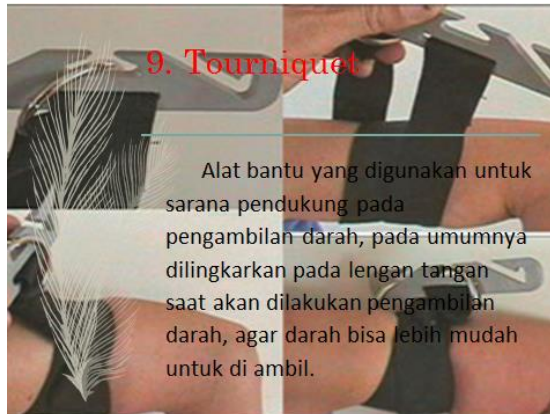 9. Tourniquet
Alat bantu yang digunakan untuk
sarana pendukung pada
pengambilan darah, pada umumnya
dilingkarkan pada lengan tangan
saat akan dilakukan pengambilan
darah, agar darah bisa lebih mudah
untuk di ambil.